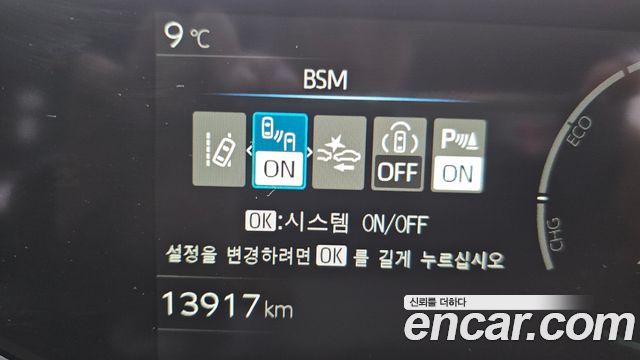 9 ℃
BSM
ON
OFF
P
ON
OK:시스템 ON/OFF
설정을 변경하려면 OK 를 길게 누르십시오
ECO
CHG
13917 km
신뢰를 더하다
encar.com